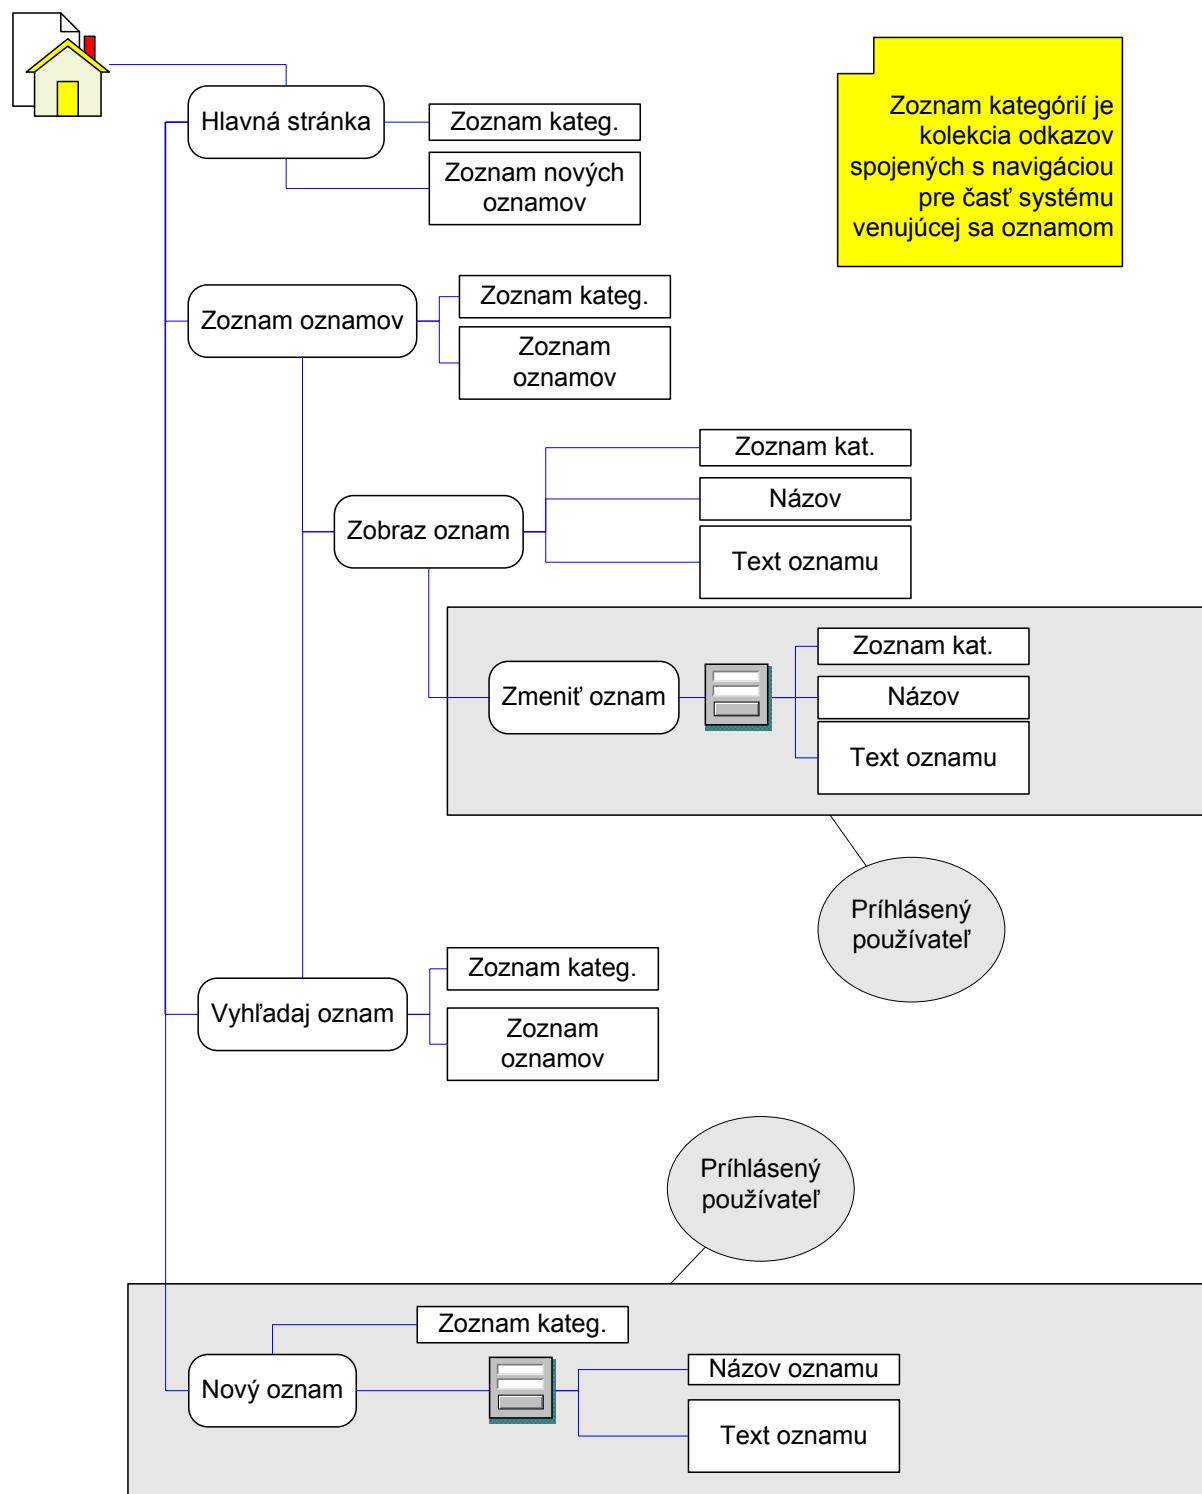 Hlavná stránka
Zoznam kateg.
Zoznam nových
oznamov
Zoznam kategórií je
kolekcia odkazov
spojených s navigáciou
pre časť systému
venujúcej sa oznamom
Zoznam oznamov
Zoznam kateg.
Zoznam
oznamov
Zobraz oznam
Zoznam kat.
Názov
Text oznamu
Zmeniť oznam
Zoznam kat.
Názov
Text oznamu
Príhlásený
používateľ
Vyhľadaj oznam
Zoznam kateg.
Zoznam
oznamov
Príhlásený
používateľ
Zoznam kateg.
Nový oznam
Názov oznamu
Text oznamu